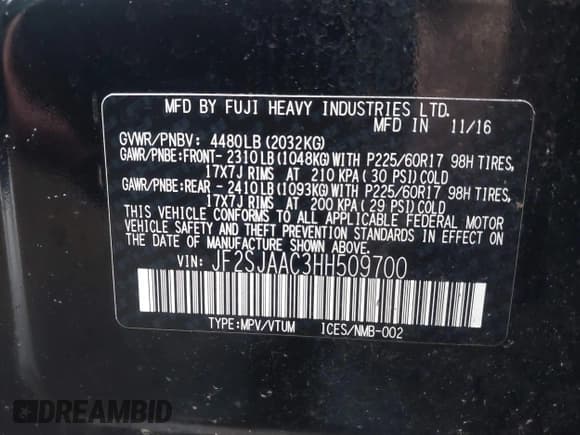 MFD BY FUJI HEAVY INDUSTRIES LTD.
MFD IN 11/16
GVWR/PNBV: 4480LB(2032KG)
GAWR/PNBE:FRONT- 2310LB(1048KG)WITH P225/60R17 98H TIRES,
17X7J RIMS AT 210 KPA(30 PSI)COLD
GAWR/PNBE:REAR - 2410LB(1093KG)WITH P225/60R17 98H TIRES,
17X7J RIMS AT 200 KPA(29 PSI)COLD
THIS VEHICLE CONFORMS TO ALL APPLICABLE FEDERAL MOTOR
VEHICLE SAFETY AND THEFT PREVENTION STANDARDS IN EFFECT ON
THE DATE OF MANUFACTURE SHOWN ABOVE.
VIN: JF2SJAAC3HH509700
TYPE:MPV/VTUM ICES/NMB-002
DREAMBID